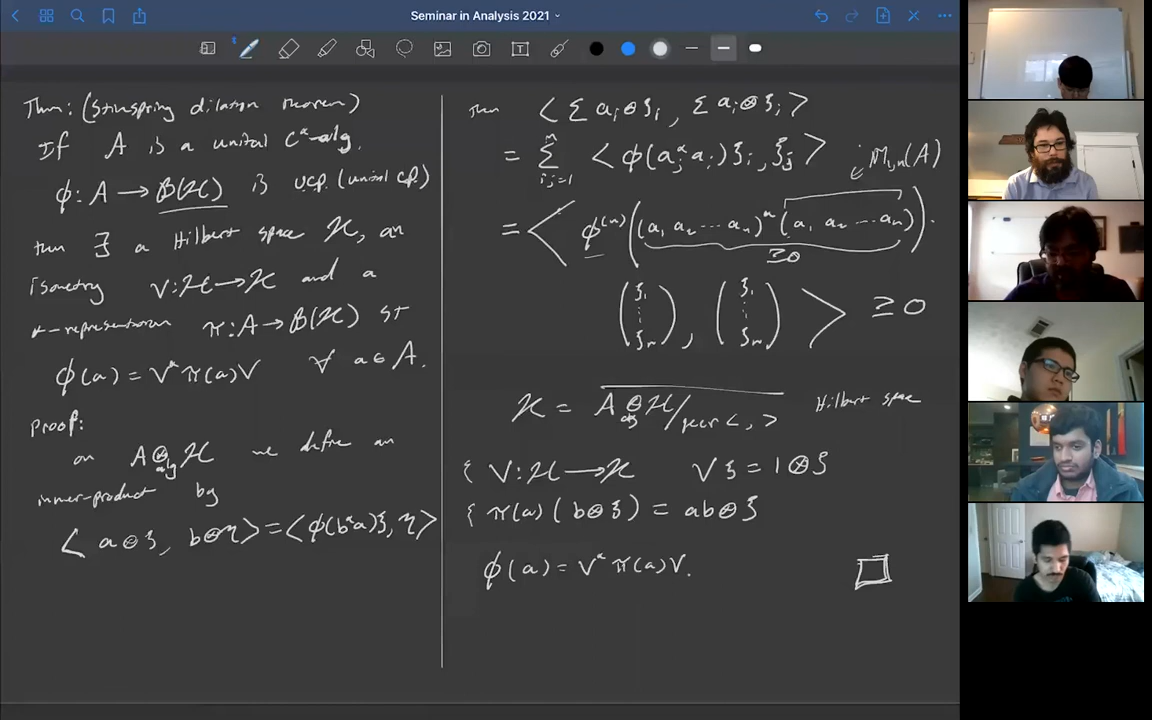 Seminar in Analysis 2021
Thm: (Stinespring dilation theorem)
If A is a unital C*-alg.
ϕ: A → B(H) is ucp. (unital cp.)
then ∃ a Hilbert space K, an
isometry V: H → K and a
*-representation π: A → B(K) st
ϕ(a) = V* π(a) V ∀ a ∈ A.
Proof:
on A ⊗alg H we define an
inner-product by
< a⊗ξ, b⊗η > = < ϕ(b*a)ξ, η >
Then < Σ ai⊗ξi, Σ ai⊗ξi >
= Σ^n i,j=1 < ϕ(aj* ai) ξi, ξj > M1,n(A)
= < ϕ^(n) ( (a1 a2 ⋯ an)* (a1 a2 ⋯ an) ) ·
≥0
(ξ1 ⋮ ξn), (ξ1 ⋮ ξn) > ≥ 0
K = A ⊗alg H / ker< , > Hilbert space
{ V: H → K Vξ = 1⊗ξ
{ π(a)(b⊗ξ) = ab⊗ξ
ϕ(a) = V* π(a) V. □